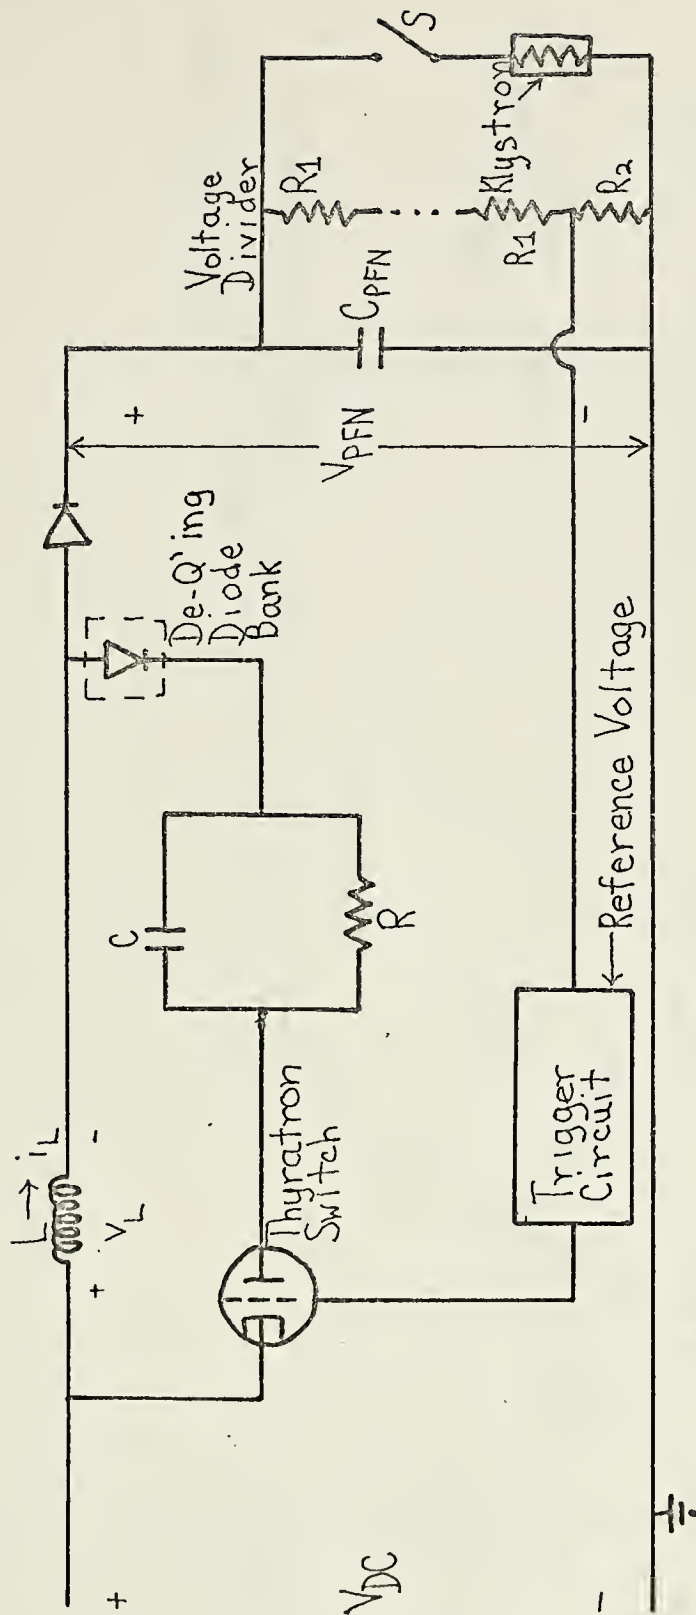 L → i_L
+ V_L -
C
R
Thyratron
Switch
De-Q'ing
Diode
Bank
+
V_PFN
-
Voltage
Divider
C_PFN
R1
R1
R2
Klystron
S
Trigger
Circuit
Reference Voltage
+
V_DC
-